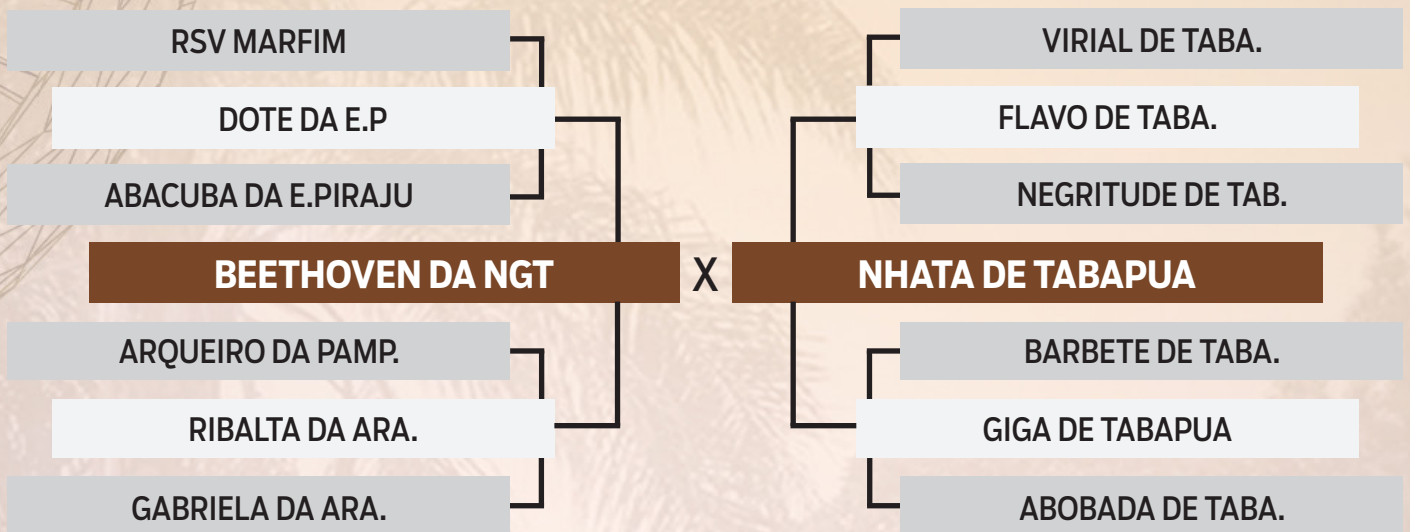 RSV MARFIM
DOTE DA E.P
ABACUBA DA E.PIRAJU
BEETHOVEN DA NGT
ARQUEIRO DA PAMP.
RIBALTA DA ARA.
GABRIELA DA ARA.
X
VIRIAL DE TABA.
FLAVO DE TABA.
NEGRITUDE DE TAB.
NHATA DE TABAPUA
BARBETE DE TABA.
GIGA DE TABAPUA
ABOBADA DE TABA.